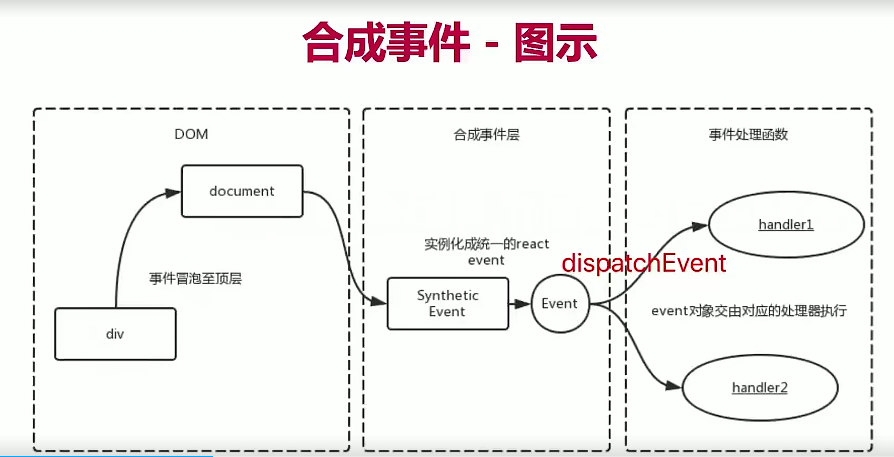 合成事件 - 图示
DOM
合成事件层
事件处理函数
document
handler1
实例化成统一的react
event
dispatchEvent
事件冒泡至顶层
Synthetic
Event
Event
event对象交由对应的处理器执行
div
handler2